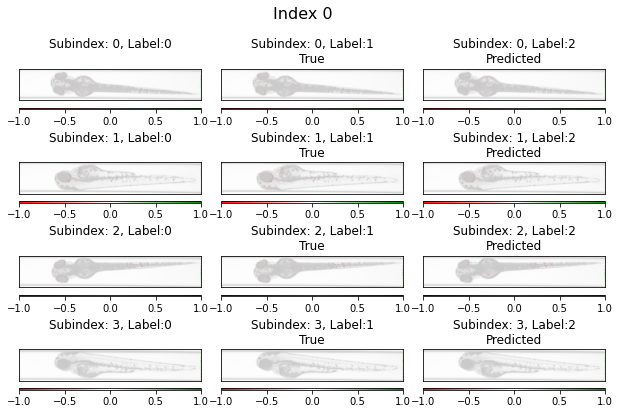 Index 0
Subindex: 0, Label:0
Subindex: 0, Label:1
True
Subindex: 0, Label:2
Predicted
−1.0 −0.5 0.0 0.5 1.0
−1.0 −0.5 0.0 0.5 1.0
−1.0 −0.5 0.0 0.5 1.0
Subindex: 1, Label:0
Subindex: 1, Label:1
True
Subindex: 1, Label:2
Predicted
−1.0 −0.5 0.0 0.5 1.0
−1.0 −0.5 0.0 0.5 1.0
−1.0 −0.5 0.0 0.5 1.0
Subindex: 2, Label:0
Subindex: 2, Label:1
True
Subindex: 2, Label:2
Predicted
−1.0 −0.5 0.0 0.5 1.0
−1.0 −0.5 0.0 0.5 1.0
−1.0 −0.5 0.0 0.5 1.0
Subindex: 3, Label:0
Subindex: 3, Label:1
True
Subindex: 3, Label:2
Predicted
−1.0 −0.5 0.0 0.5 1.0
−1.0 −0.5 0.0 0.5 1.0
−1.0 −0.5 0.0 0.5 1.0